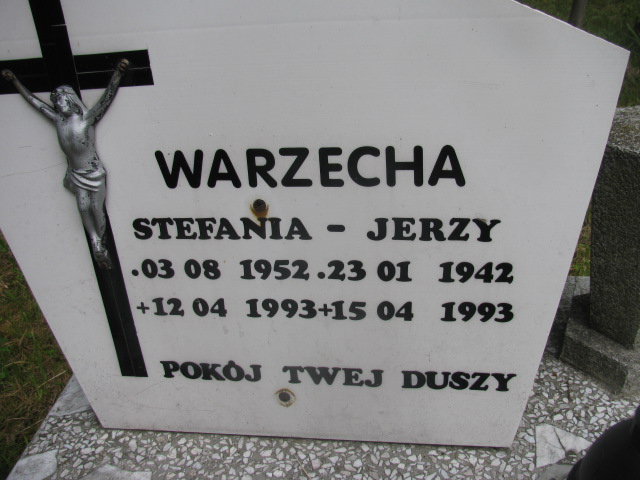 WARZECHA
STEFANIA - JERZY
.03 08 1952 .23 01 1942
+12 04 1993 +15 04 1993
POKÓJ TWEJ DUSZY